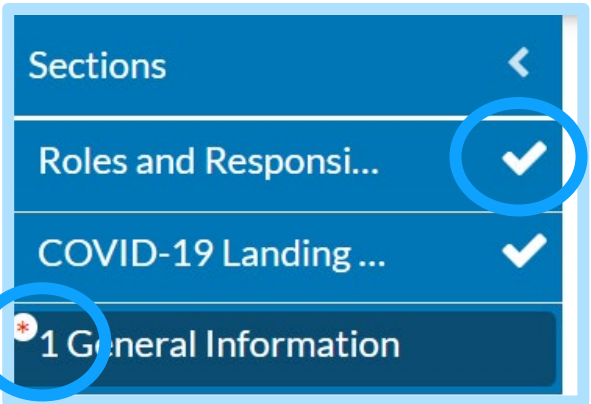 Sections
Roles and Responsi...
COVID-19 Landing ...
* 1 General Information